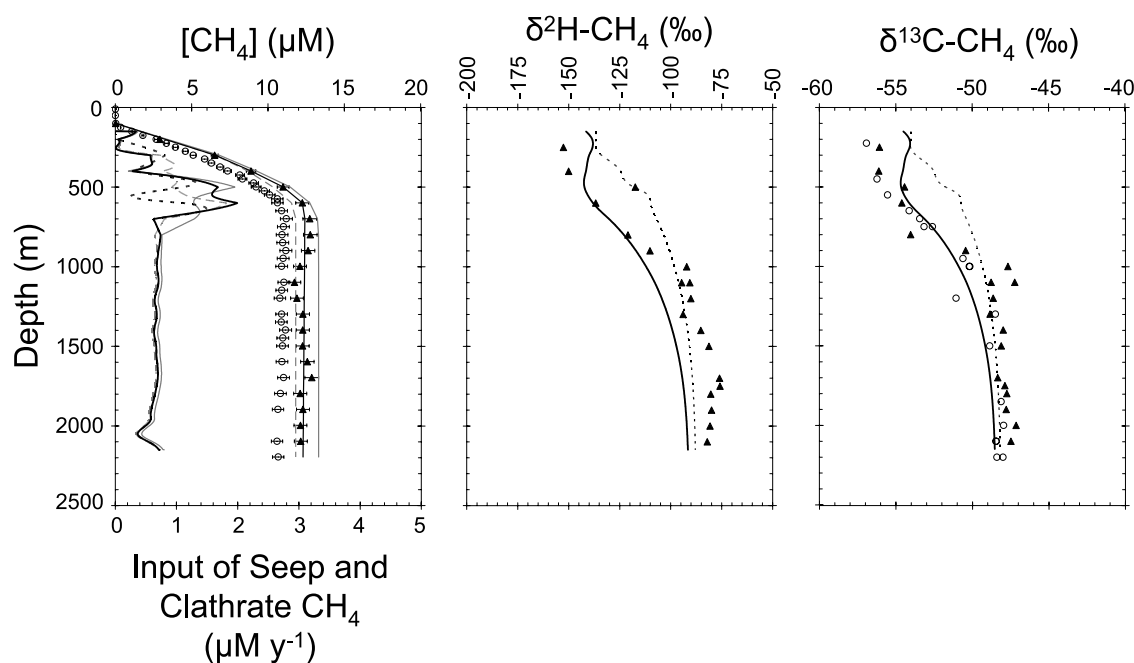 [CH₄] (µM)
δ²H-CH₄ (‰)
δ¹³C-CH₄ (‰)
0 5 10 15 20
-200 -175 -150 -125 -100 -75 -50
-60 -55 -50 -45 -40
Depth (m)
0
500
1000
1500
2000
2500
0 1 2 3 4 5
Input of Seep and
Clathrate CH₄
(µM y⁻¹)